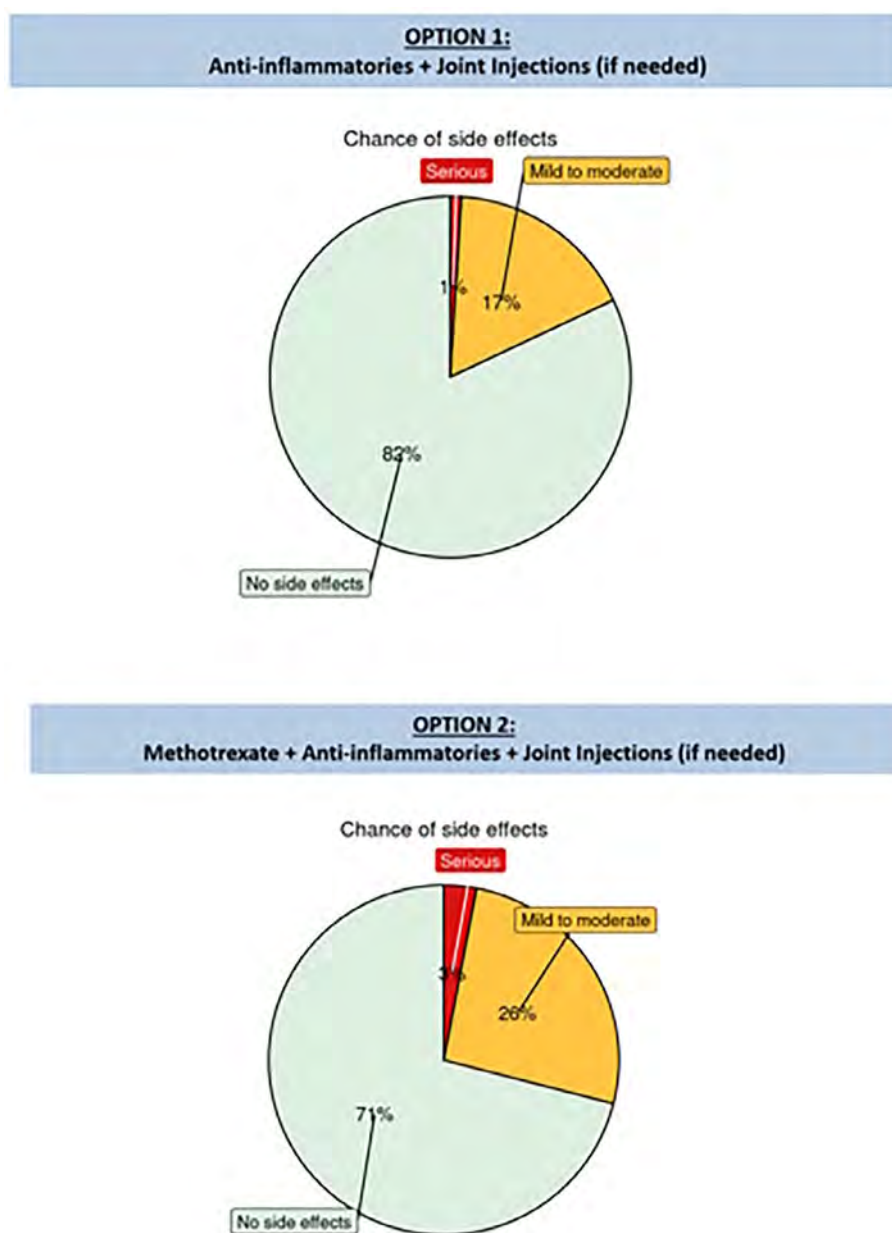 OPTION 1:
Anti-inflammatories + Joint Injections (if needed)
Chance of side effects
Serious
Mild to moderate
1%
17%
82%
No side effects
OPTION 2:
Methotrexate + Anti-inflammatories + Joint Injections (if needed)
Chance of side effects
Serious
Mild to moderate
3%
26%
71%
No side effects